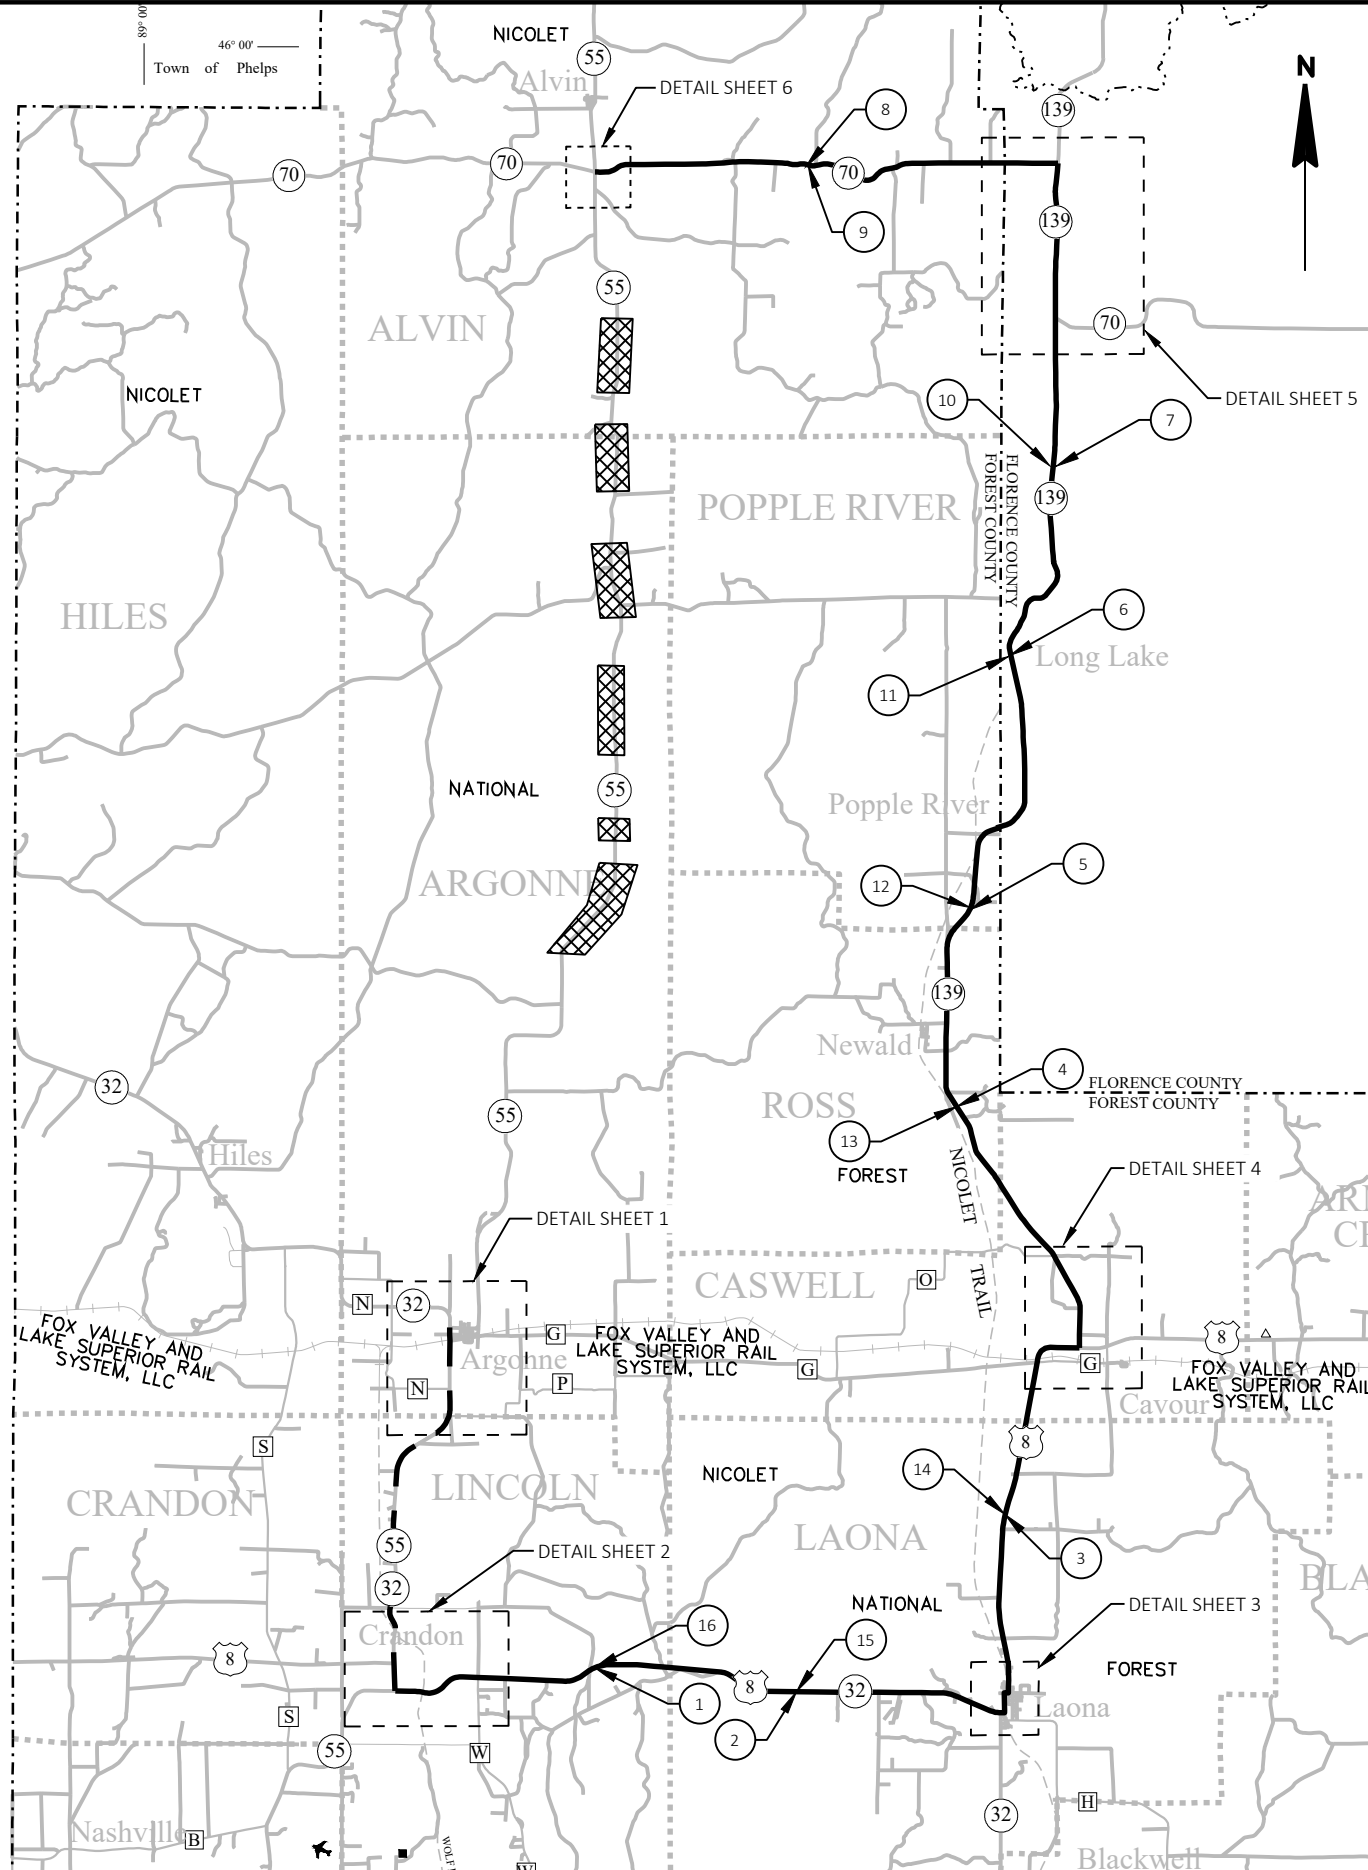 89° 00'
46° 00'
Town of Phelps
NICOLET
55
Alvin
DETAIL SHEET 6
8
139
N
70
70
70
9
139
55
ALVIN
70
NICOLET
DETAIL SHEET 5
10
7
FLORENCE COUNTY
FOREST COUNTY
139
POPPLE RIVER
HILES
6
Long Lake
11
NATIONAL
55
Popple River
5
12
ARGONN
139
Newald
4
FLORENCE COUNTY
FOREST COUNTY
32
ROSS
55
13
Hiles
FOREST
NICOLET
DETAIL SHEET 4
DETAIL SHEET 1
CASWELL
O
TRAIL
N
32
G
8
FOX VALLEY AND
LAKE SUPERIOR RAIL
SYSTEM, LLC
FOX VALLEY AND
LAKE SUPERIOR RAIL
SYSTEM, LLC
Argonne
G
G
FOX VALLEY AND
LAKE SUPERIOR RAIL
SYSTEM, LLC
N
P
Cavour
S
8
NICOLET
14
LINCOLN
CRANDON
LAONA
55
DETAIL SHEET 2
3
32
NATIONAL
DETAIL SHEET 3
16
Crandon
15
8
FOREST
8
32
1
S
Laona
2
55
W
32
H
Nashville
B
Blackwell
W